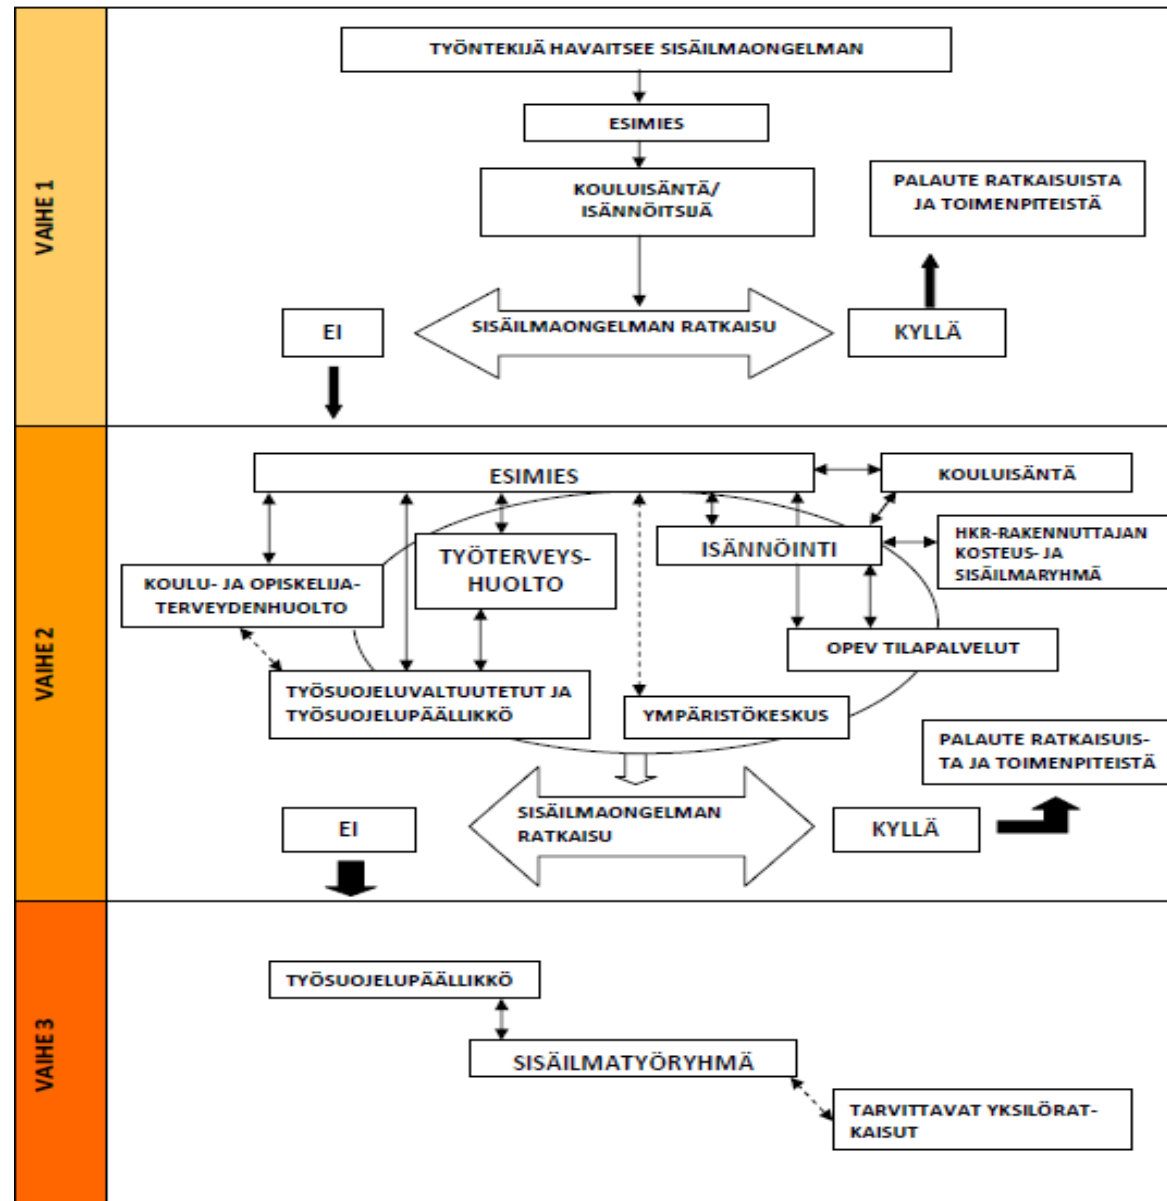 VAIHE 1
TYÖNTEKIJÄ HAVAITSEE SISÄILMAONGELMAN
ESIMIES
KOULUISÄNTÄ/
ISÄNNÖITSIJÄ
PALAUTE RATKAISUISTA
JA TOIMENPITEISTÄ
EI
SISÄILMAONGELMAN RATKAISU
KYLLÄ
VAIHE 2
ESIMIES
KOULUISÄNTÄ
TYÖTERVEYS-
HUOLTO
ISÄNNÖINTI
HKR-RAKENNUTTAJAN
KOSTEUS- JA
SISÄILMARYHMÄ
KOULU- JA OPISKELIJA-
TERVEYDENHUOLTO
OPEV TILAPALVELUT
TYÖSUOJELUVALTUUTETUT JA
TYÖSUOJELUPÄÄLLIKKÖ
YMPÄRISTÖKESKUS
PALAUTE RATKAISUIS-
TA JA TOIMENPITEISTÄ
EI
SISÄILMAONGELMAN
RATKAISU
KYLLÄ
VAIHE 3
TYÖSUOJELUPÄÄLLIKKÖ
SISÄILMATYÖRYHMÄ
TARVITTAVAT YKSILÖRAT-
KAISUT